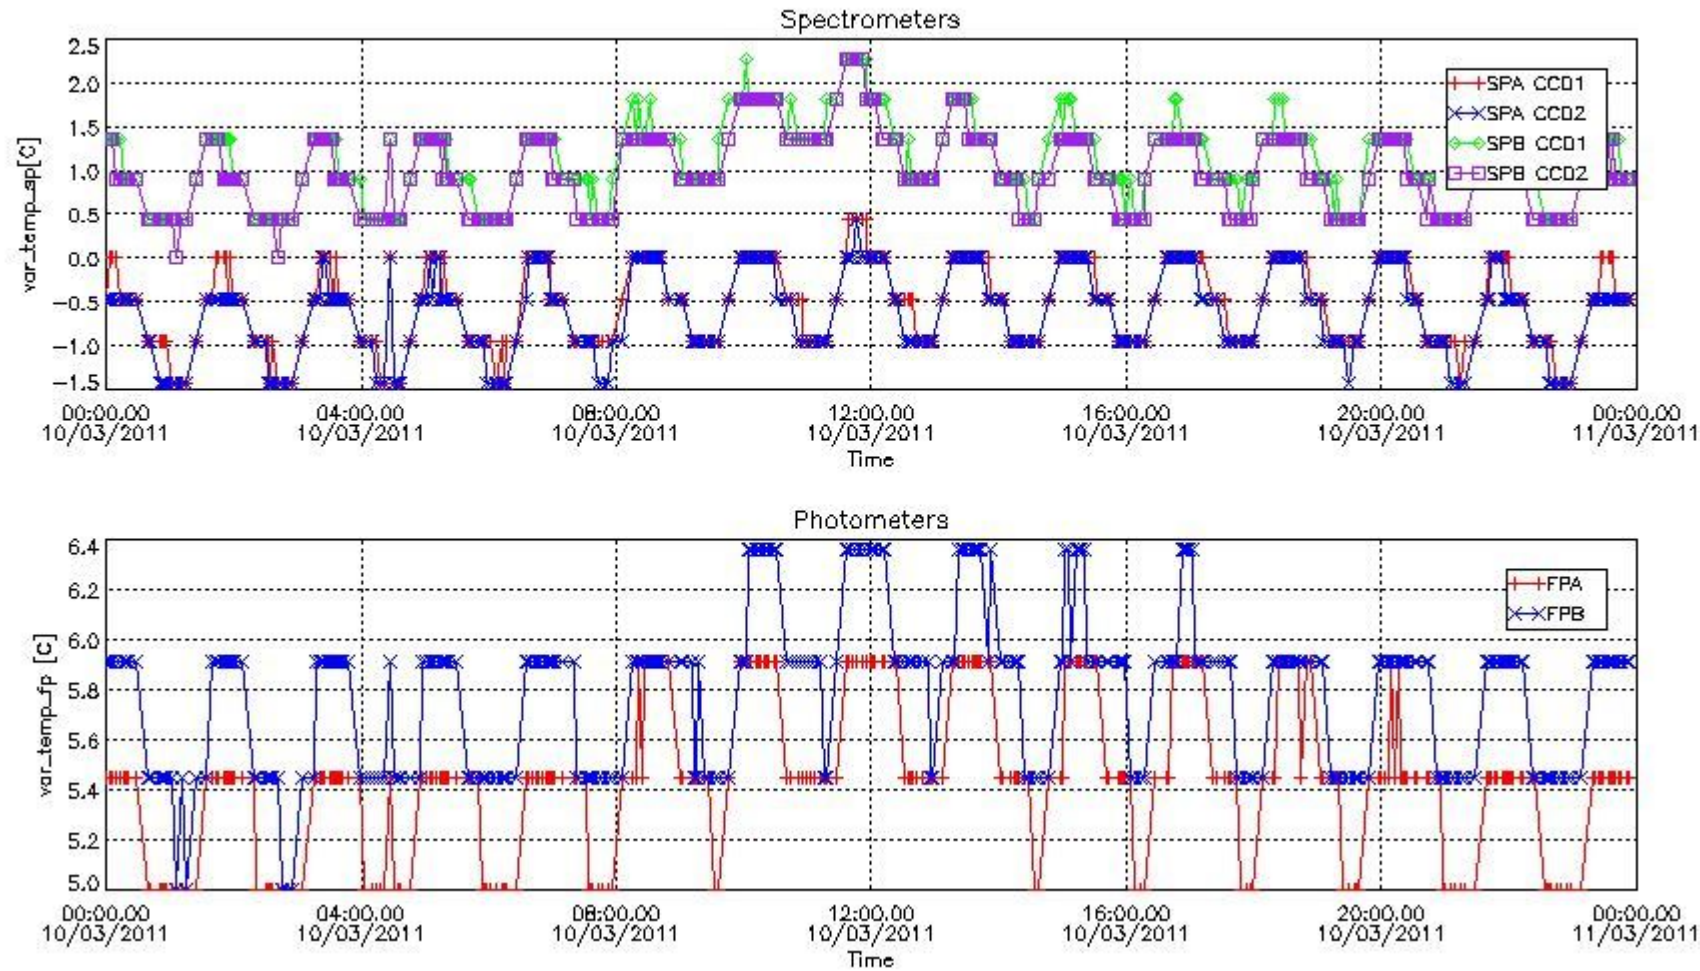 Spectrometers
var_temp_sp[C]
2.5
2.0
1.5
1.0
0.5
0.0
-0.5
-1.0
-1.5
SPA CCD1
SPA CCD2
SPB CCD1
SPB CCD2
00:00.00 04:00.00 08:00.00 12:00.00 16:00.00 20:00.00 00:00.00
10/03/2011 10/03/2011 10/03/2011 10/03/2011 10/03/2011 10/03/2011 11/03/2011
Time
Photometers
var_temp_fp [C]
6.4
6.2
6.0
5.8
5.6
5.4
5.2
5.0
FPA
FPB
00:00.00 04:00.00 08:00.00 12:00.00 16:00.00 20:00.00 00:00.00
10/03/2011 10/03/2011 10/03/2011 10/03/2011 10/03/2011 10/03/2011 11/03/2011
Time